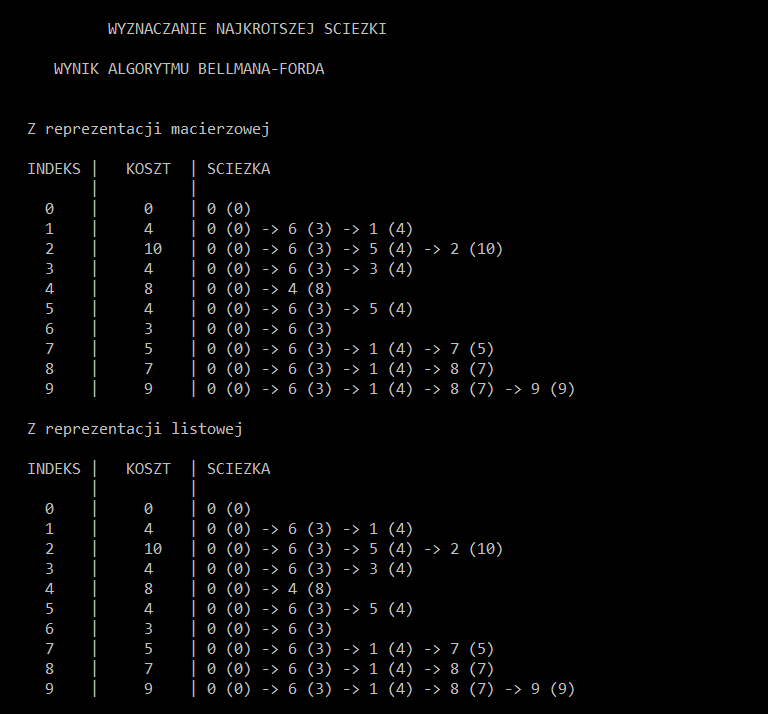 WYZNACZANIE NAJKROTSZEJ SCIEZKI
WYNIK ALGORYTMU BELLMANA-FORDA
Z reprezentacji macierzowej
INDEKS | KOSZT | SCIEZKA
| |
0 | 0 | 0 (0)
1 | 4 | 0 (0) -> 6 (3) -> 1 (4)
2 | 10 | 0 (0) -> 6 (3) -> 5 (4) -> 2 (10)
3 | 4 | 0 (0) -> 6 (3) -> 3 (4)
4 | 8 | 0 (0) -> 4 (8)
5 | 4 | 0 (0) -> 6 (3) -> 5 (4)
6 | 3 | 0 (0) -> 6 (3)
7 | 5 | 0 (0) -> 6 (3) -> 1 (4) -> 7 (5)
8 | 7 | 0 (0) -> 6 (3) -> 1 (4) -> 8 (7)
9 | 9 | 0 (0) -> 6 (3) -> 1 (4) -> 8 (7) -> 9 (9)
Z reprezentacji listowej
INDEKS | KOSZT | SCIEZKA
| |
0 | 0 | 0 (0)
1 | 4 | 0 (0) -> 6 (3) -> 1 (4)
2 | 10 | 0 (0) -> 6 (3) -> 5 (4) -> 2 (10)
3 | 4 | 0 (0) -> 6 (3) -> 3 (4)
4 | 8 | 0 (0) -> 4 (8)
5 | 4 | 0 (0) -> 6 (3) -> 5 (4)
6 | 3 | 0 (0) -> 6 (3)
7 | 5 | 0 (0) -> 6 (3) -> 1 (4) -> 7 (5)
8 | 7 | 0 (0) -> 6 (3) -> 1 (4) -> 8 (7)
9 | 9 | 0 (0) -> 6 (3) -> 1 (4) -> 8 (7) -> 9 (9)